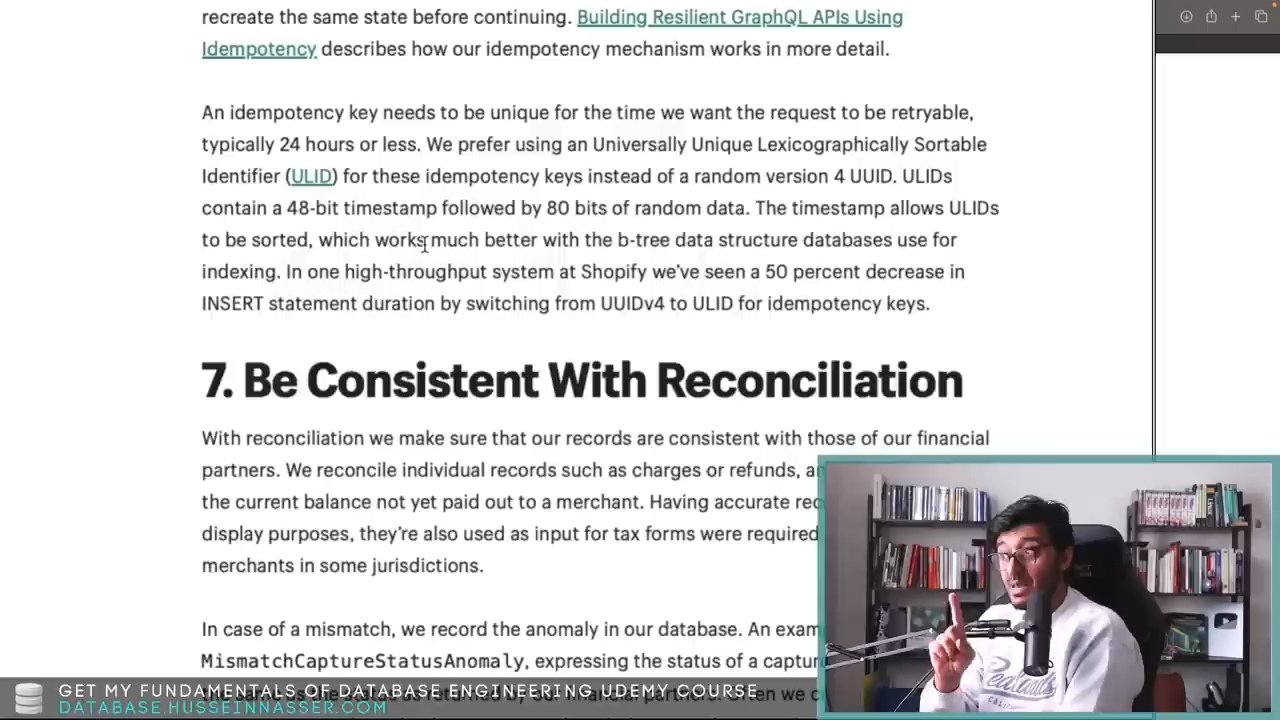 recreate the same state before continuing. Building Resilient GraphQL APIs Using
Idempotency describes how our idempotency mechanism works in more detail.
An idempotency key needs to be unique for the time we want the request to be retryable,
typically 24 hours or less. We prefer using an Universally Unique Lexicographically Sortable
Identifier (ULID) for these idempotency keys instead of a random version 4 UUID. ULIDs
contain a 48-bit timestamp followed by 80 bits of random data. The timestamp allows ULIDs
to be sorted, which works much better with the b-tree data structure databases use for
indexing. In one high-throughput system at Shopify we've seen a 50 percent decrease in
INSERT statement duration by switching from UUIDv4 to ULID for idempotency keys.
7. Be Consistent With Reconciliation
With reconciliation we make sure that our records are consistent with those of our financial
partners. We reconcile individual records such as charges or refunds,
the current balance not yet paid out to a merchant. Having accurate
display purposes, they're also used as input for tax forms were required
merchants in some jurisdictions.
In case of a mismatch, we record the anomaly in our database. An
MismatchCaptureStatusAnomaly, expressing the status of a
GET MY FUNDAMENTALS OF DATABASE ENGINEERING UDEMY COURSE
DATABASE.HUSSEINNASSER.COM